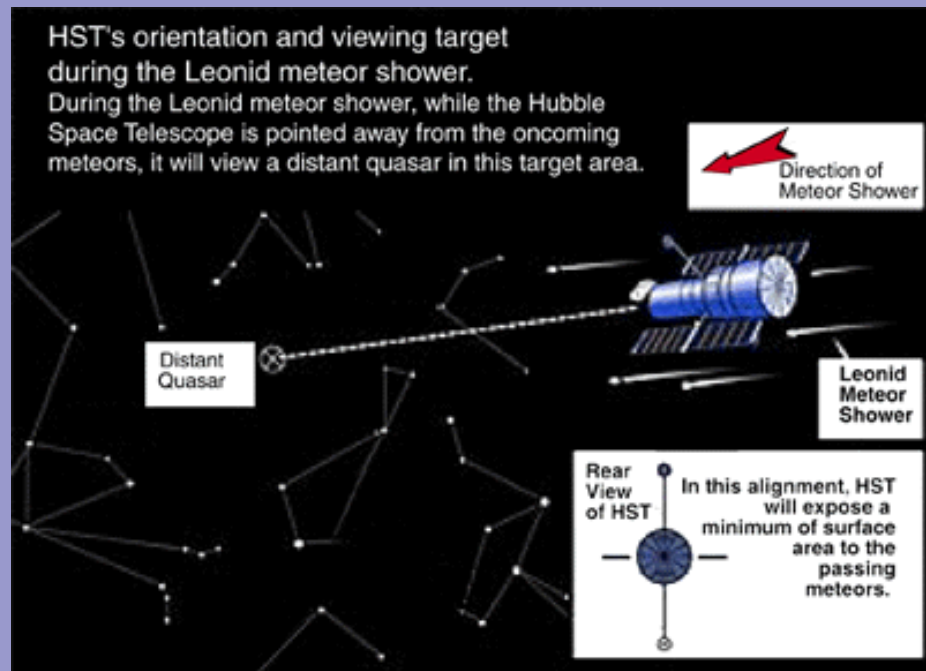 HST's orientation and viewing target
during the Leonid meteor shower.
During the Leonid meteor shower, while the Hubble
Space Telescope is pointed away from the oncoming
meteors, it will view a distant quasar in this target area.
Direction of
Meteor Shower
Distant
Quasar
Leonid
Meteor
Shower
Rear
View
of HST
In this alignment, HST
will expose a
minimum of surface
area to the
passing
meteors.